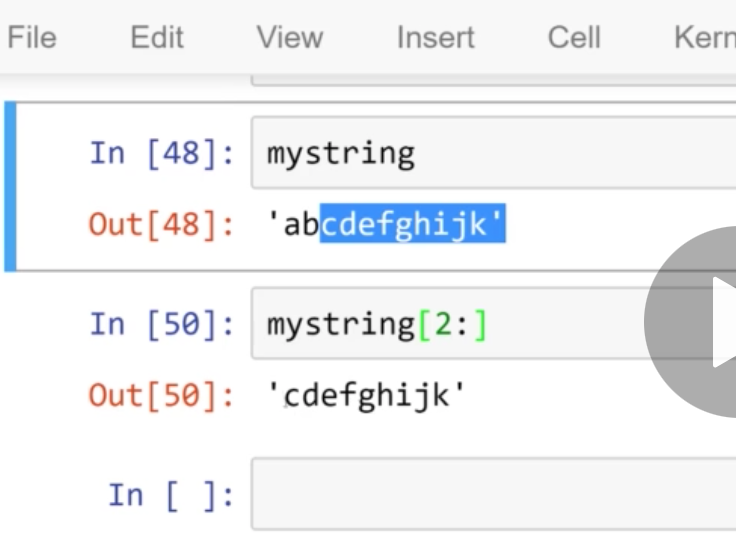 File Edit View Insert Cell
In [48]: mystring
Out[48]: 'abcdefghijk'
In [50]: mystring[2:]
Out[50]: 'cdefghijk'
In [ ]: